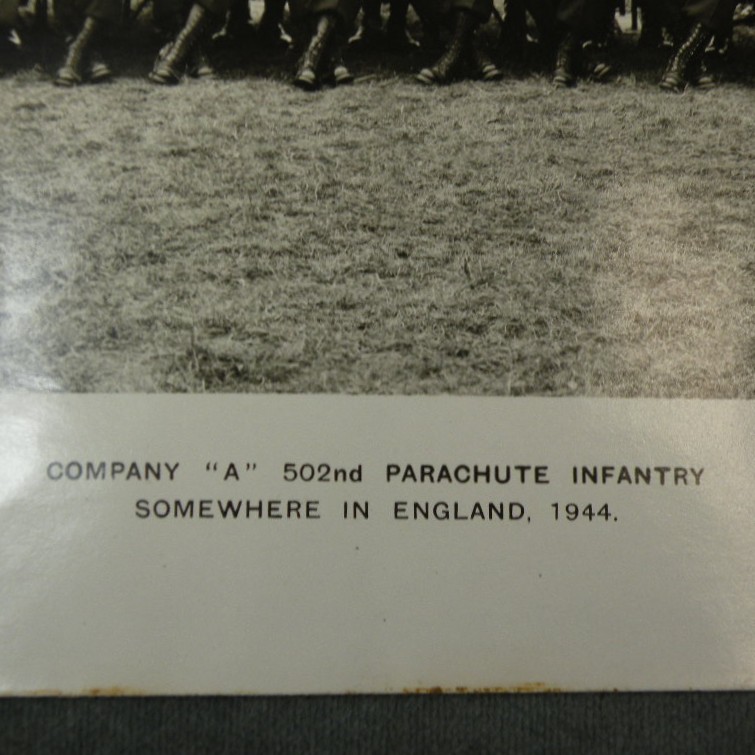 COMPANY "A" 502nd PARACHUTE INFANTRY
SOMEWHERE IN ENGLAND, 1944.